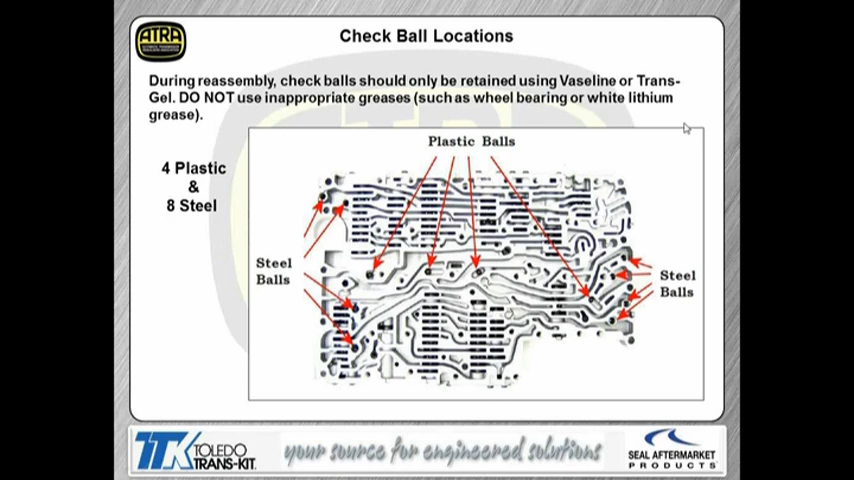 ATRA
Check Ball Locations
During reassembly, check balls should only be retained using Vaseline or Trans-
Gel. DO NOT use inappropriate greases (such as wheel bearing or white lithium
grease).
Plastic Balls
4 Plastic
&
8 Steel
Steel
Balls
Steel
Balls
TTK TOLEDO
TRANS-KIT
your source for engineered solutions
SEAL AFTERMARKET
PRODUCTS